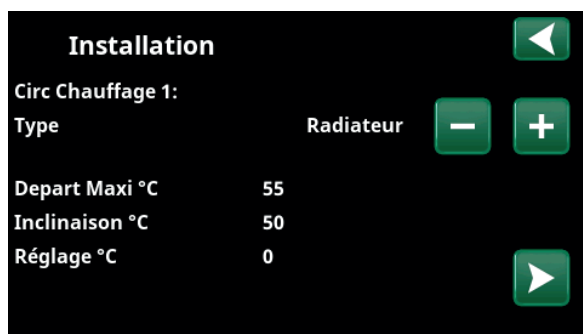 Installation
Circ Chauffage 1:
Type Radiateur
Depart Maxi °C 55
Inclinaison °C 50
Réglage °C 0